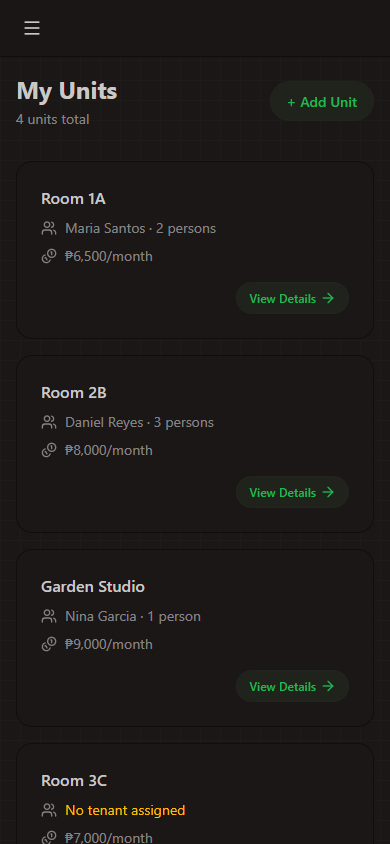 My Units
4 units total
+ Add Unit
Room 1A
Maria Santos · 2 persons
₱6,500/month
View Details →
Room 2B
Daniel Reyes · 3 persons
₱8,000/month
View Details →
Garden Studio
Nina Garcia · 1 person
₱9,000/month
View Details →
Room 3C
No tenant assigned
₱7,000/month